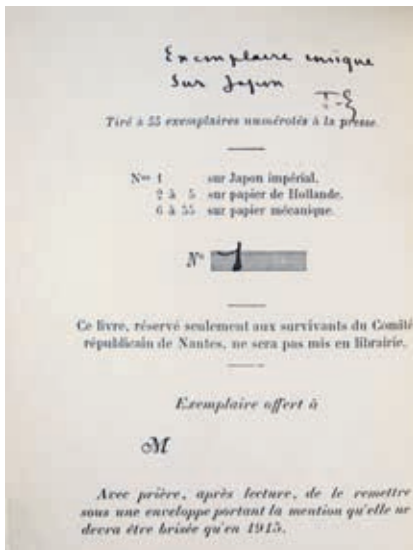 Exemplaire unique
sur Japon
T-E
Tiré à 55 exemplaires numérotés à la presse.
Nos 1 sur Japon impérial.
2 à 5 sur papier de Hollande.
6 à 55 sur papier mécanique.
No 1
Ce livre, réservé seulement aux survivants du Comité
républicain de Nantes, ne sera pas mis en librairie.
Exemplaire offert à
M
Avec prière, après lecture, de le remettre
sous une enveloppe portant la mention qu'elle ne
devra être brisée qu'en 1915.